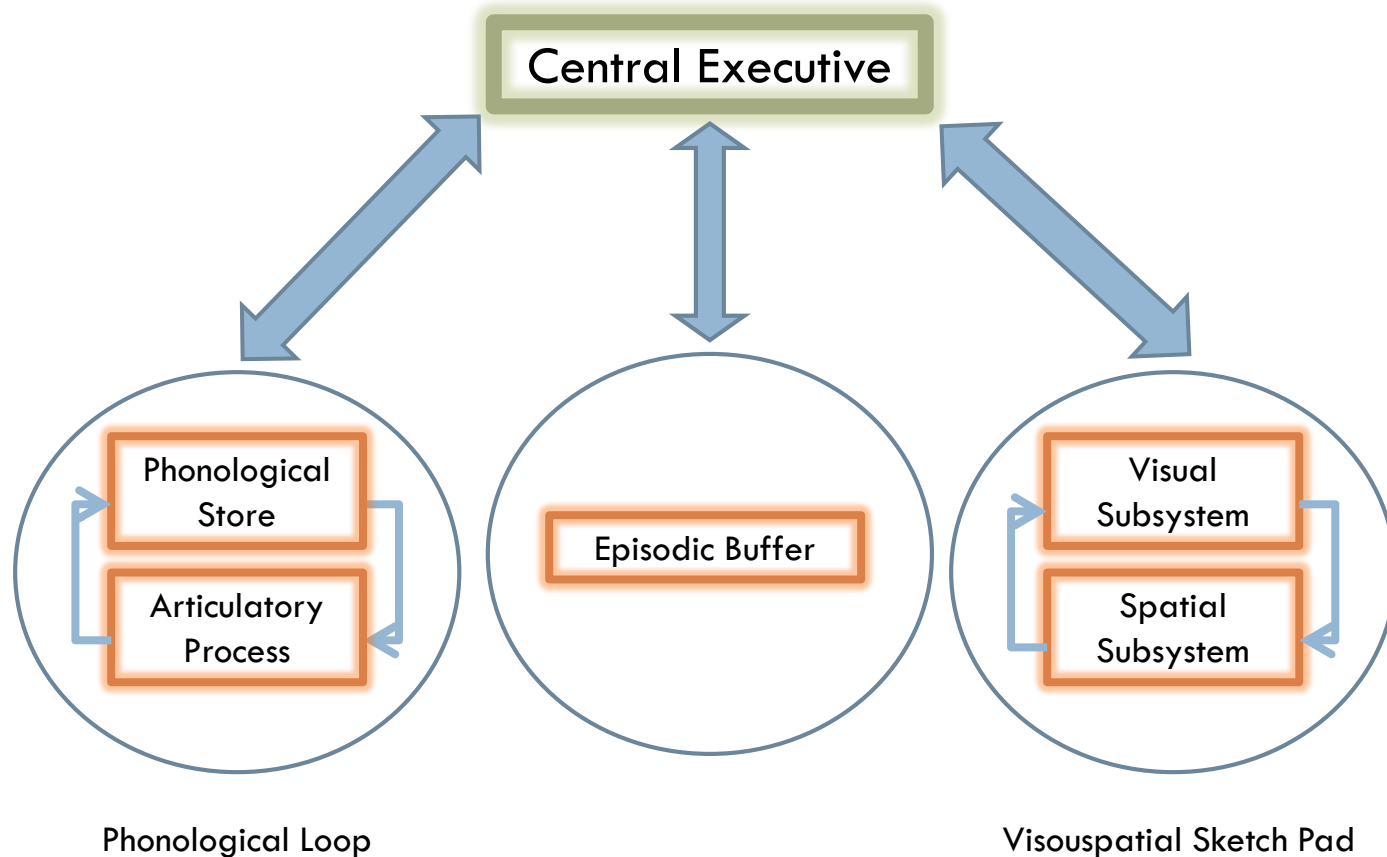 Central Executive
Phonological
Store
Articulatory
Process
Episodic Buffer
Visual
Subsystem
Spatial
Subsystem
Phonological Loop
Visouspatial Sketch Pad